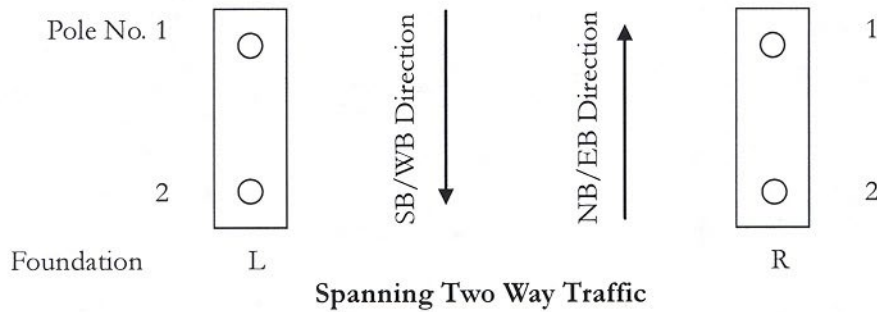 Pole No. 1
1
SB/WB Direction
NB/EB Direction
2
2
Foundation L R
Spanning Two Way Traffic